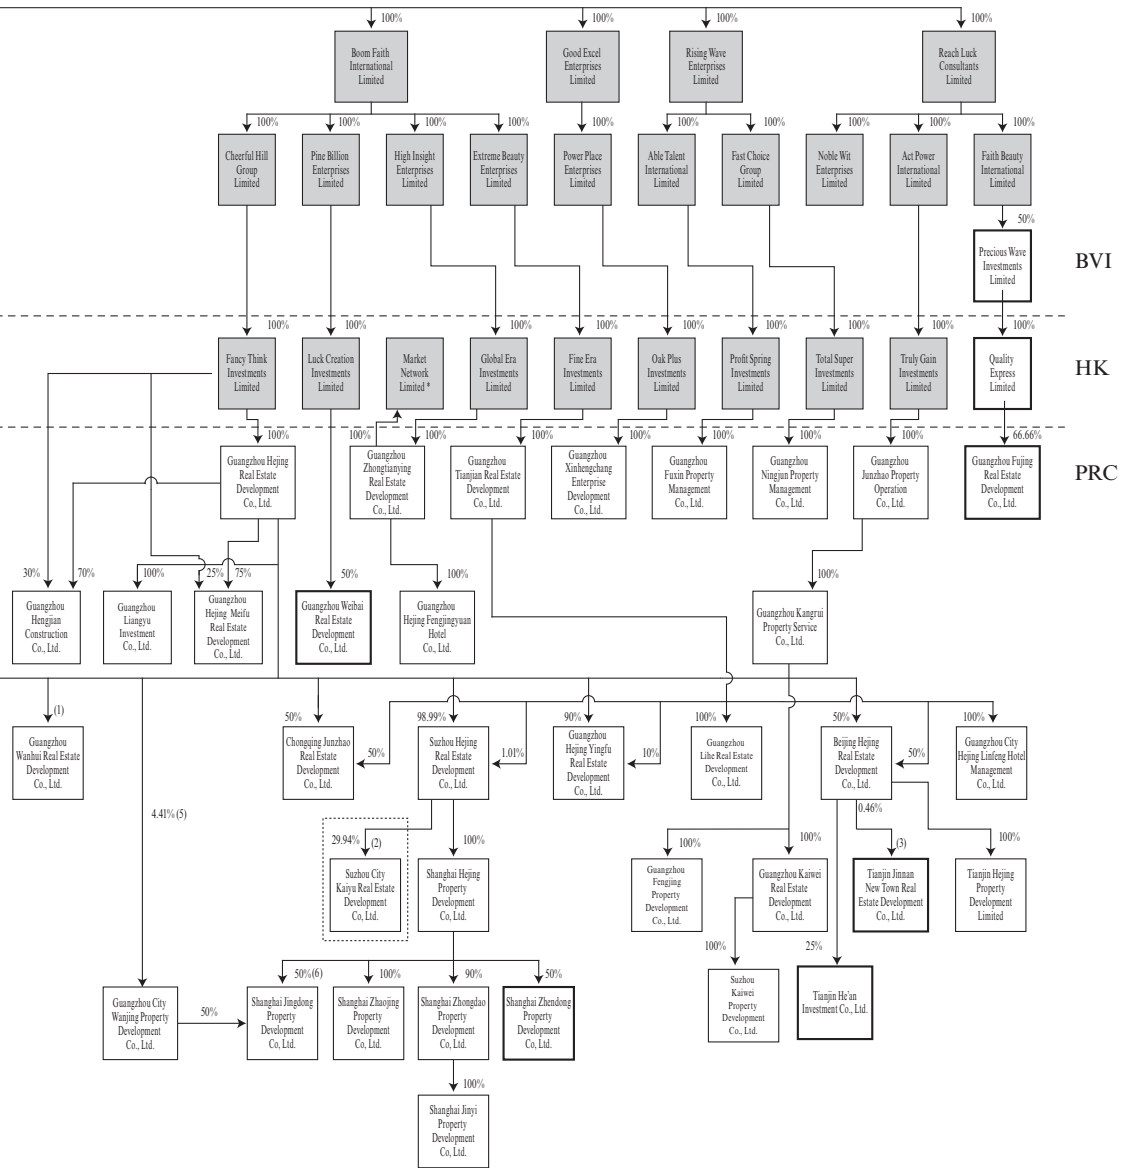 100%
100%
100%
100%
Boom Faith
International
Limited
Good Excel
Enterprises
Limited
Rising Wave
Enterprises
Limited
Reach Luck
Consultants
Limited
100%
100%
100%
100%
100%
100%
100%
100%
100%
100%
Cheerful Hill
Group
Limited
Pine Billion
Enterprises
Limited
High Insight
Enterprises
Limited
Extreme Beauty
Enterprises
Limited
Power Place
Enterprises
Limited
Able Talent
International
Limited
Fast Choice
Group
Limited
Noble Wit
Enterprises
Limited
Act Power
International
Limited
Faith Beauty
International
Limited
50%
Precious Wave
Investments
Limited
BVI
100%
100%
100%
100%
100%
100%
100%
100%
100%
Fancy Think
Investments
Limited
Luck Creation
Investments
Limited
Market
Network
Limited *
Global Era
Investments
Limited
Fine Era
Investments
Limited
Oak Plus
Investments
Limited
Profit Spring
Investments
Limited
Total Super
Investments
Limited
Truly Gain
Investments
Limited
Quality
Express
Limited
HK
100%
100%
100%
100%
100%
100%
100%
100%
66.66%
Guangzhou Hejing
Real Estate
Development
Co., Ltd.
Guangzhou
Zhongtianying
Real Estate
Development
Co., Ltd.
Guangzhou
Tianjian Real Estate
Development
Co., Ltd.
Guangzhou
Xinhengchang
Enterprise
Development
Co., Ltd.
Guangzhou
Fuxin Property
Management
Co., Ltd.
Guangzhou
Ningjun Property
Management
Co., Ltd.
Guangzhou
Junzhao Property
Operation
Co., Ltd.
Guangzhou Fujing
Real Estate
Development
Co., Ltd.
PRC
30%
70%
100%
25%
75%
50%
100%
100%
Guangzhou
Hengjian
Construction
Co., Ltd.
Guangzhou
Liangyu
Investment
Co., Ltd.
Guangzhou
Hejing Meifu
Real Estate
Development
Co., Ltd.
Guangzhou Weibai
Real Estate
Development
Co., Ltd.
Guangzhou
Hejing Fengjingyuan
Hotel
Co., Ltd.
Guangzhou Kangrui
Property Service
Co., Ltd.
(1)
50%
50%
98.99%
1.01%
90%
10%
100%
50%
50%
100%
Guangzhou
Wanhui Real Estate
Development
Co., Ltd.
Chongqing Junzhao
Real Estate
Development
Co., Ltd.
Suzhou Hejing
Real Estate
Development
Co., Ltd.
Guangzhou
Hejing Yingfu
Real Estate
Development
Co., Ltd.
Guangzhou
Lihe Real Estate
Development
Co., Ltd.
Beijing Hejing
Real Estate
Development
Co., Ltd.
Guangzhou City
Hejing Linfeng Hotel
Management
Co., Ltd.
4.41% (5)
29.94%
(2)
100%
100%
100%
0.46%
(3)
100%
Suzhou City
Kaiyu Real Estate
Development
Co, Ltd.
Shanghai Hejing
Property
Development
Co, Ltd.
Guangzhou
Fengjing
Property
Development
Co., Ltd.
Guangzhou Kaiwei
Real Estate
Development
Co., Ltd.
Tianjin Jinnan
New Town Real
Estate Development
Co., Ltd.
Tianjin Hejing
Property
Development
Limited
100%
25%
50%(6)
100%
90%
50%
Guangzhou City
Wanjing Property
Development
Co., Ltd.
50%
Shanghai Jingdong
Property
Development
Co, Ltd.
Shanghai Zhaojing
Property
Development
Co, Ltd.
Shanghai Zhongdao
Property
Development
Co, Ltd.
Shanghai Zhendong
Property
Development
Co, Ltd.
Suzhou
Kaiwei
Property
Development
Co., Ltd.
Tianjin He'an
Investment Co., Ltd.
100%
Shanghai Jinyi
Property
Development
Co, Ltd.